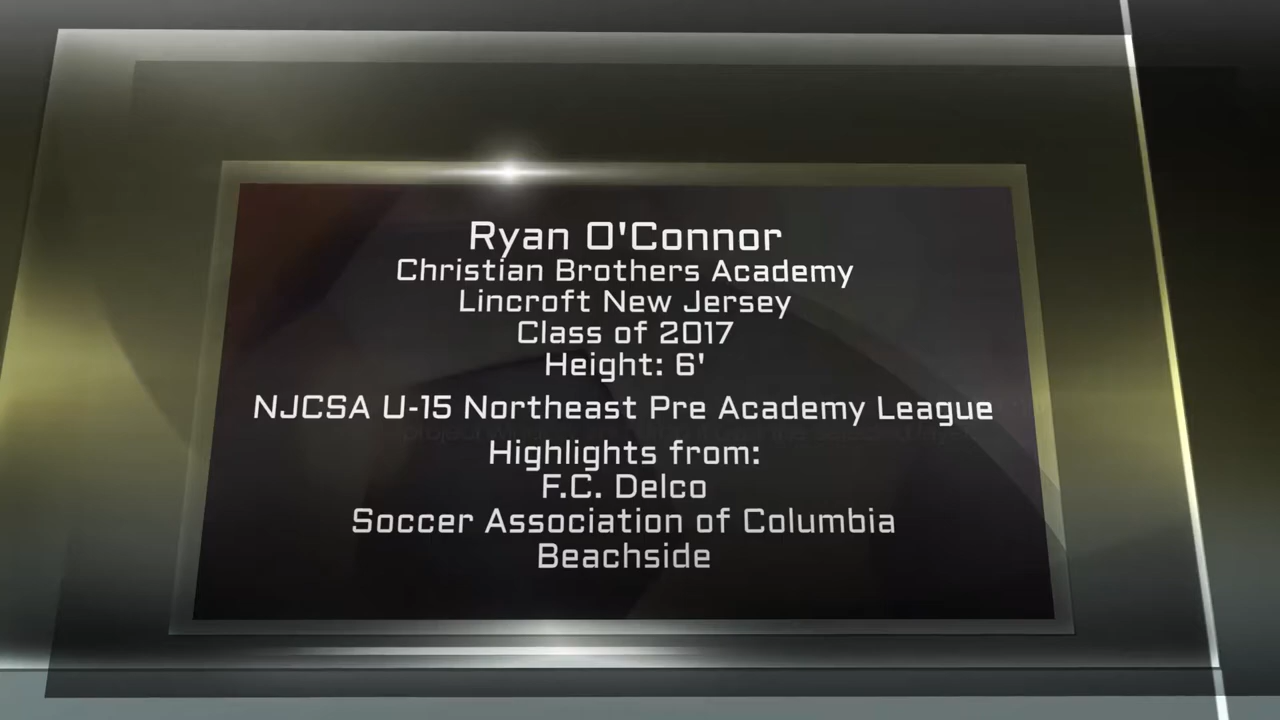 Ryan O'Connor
Christian Brothers Academy
Lincroft New Jersey
Class of 2017
Height: 6'
NJCSA U-15 Northeast Pre Academy League
Highlights from:
F.C. Delco
Soccer Association of Columbia
Beachside